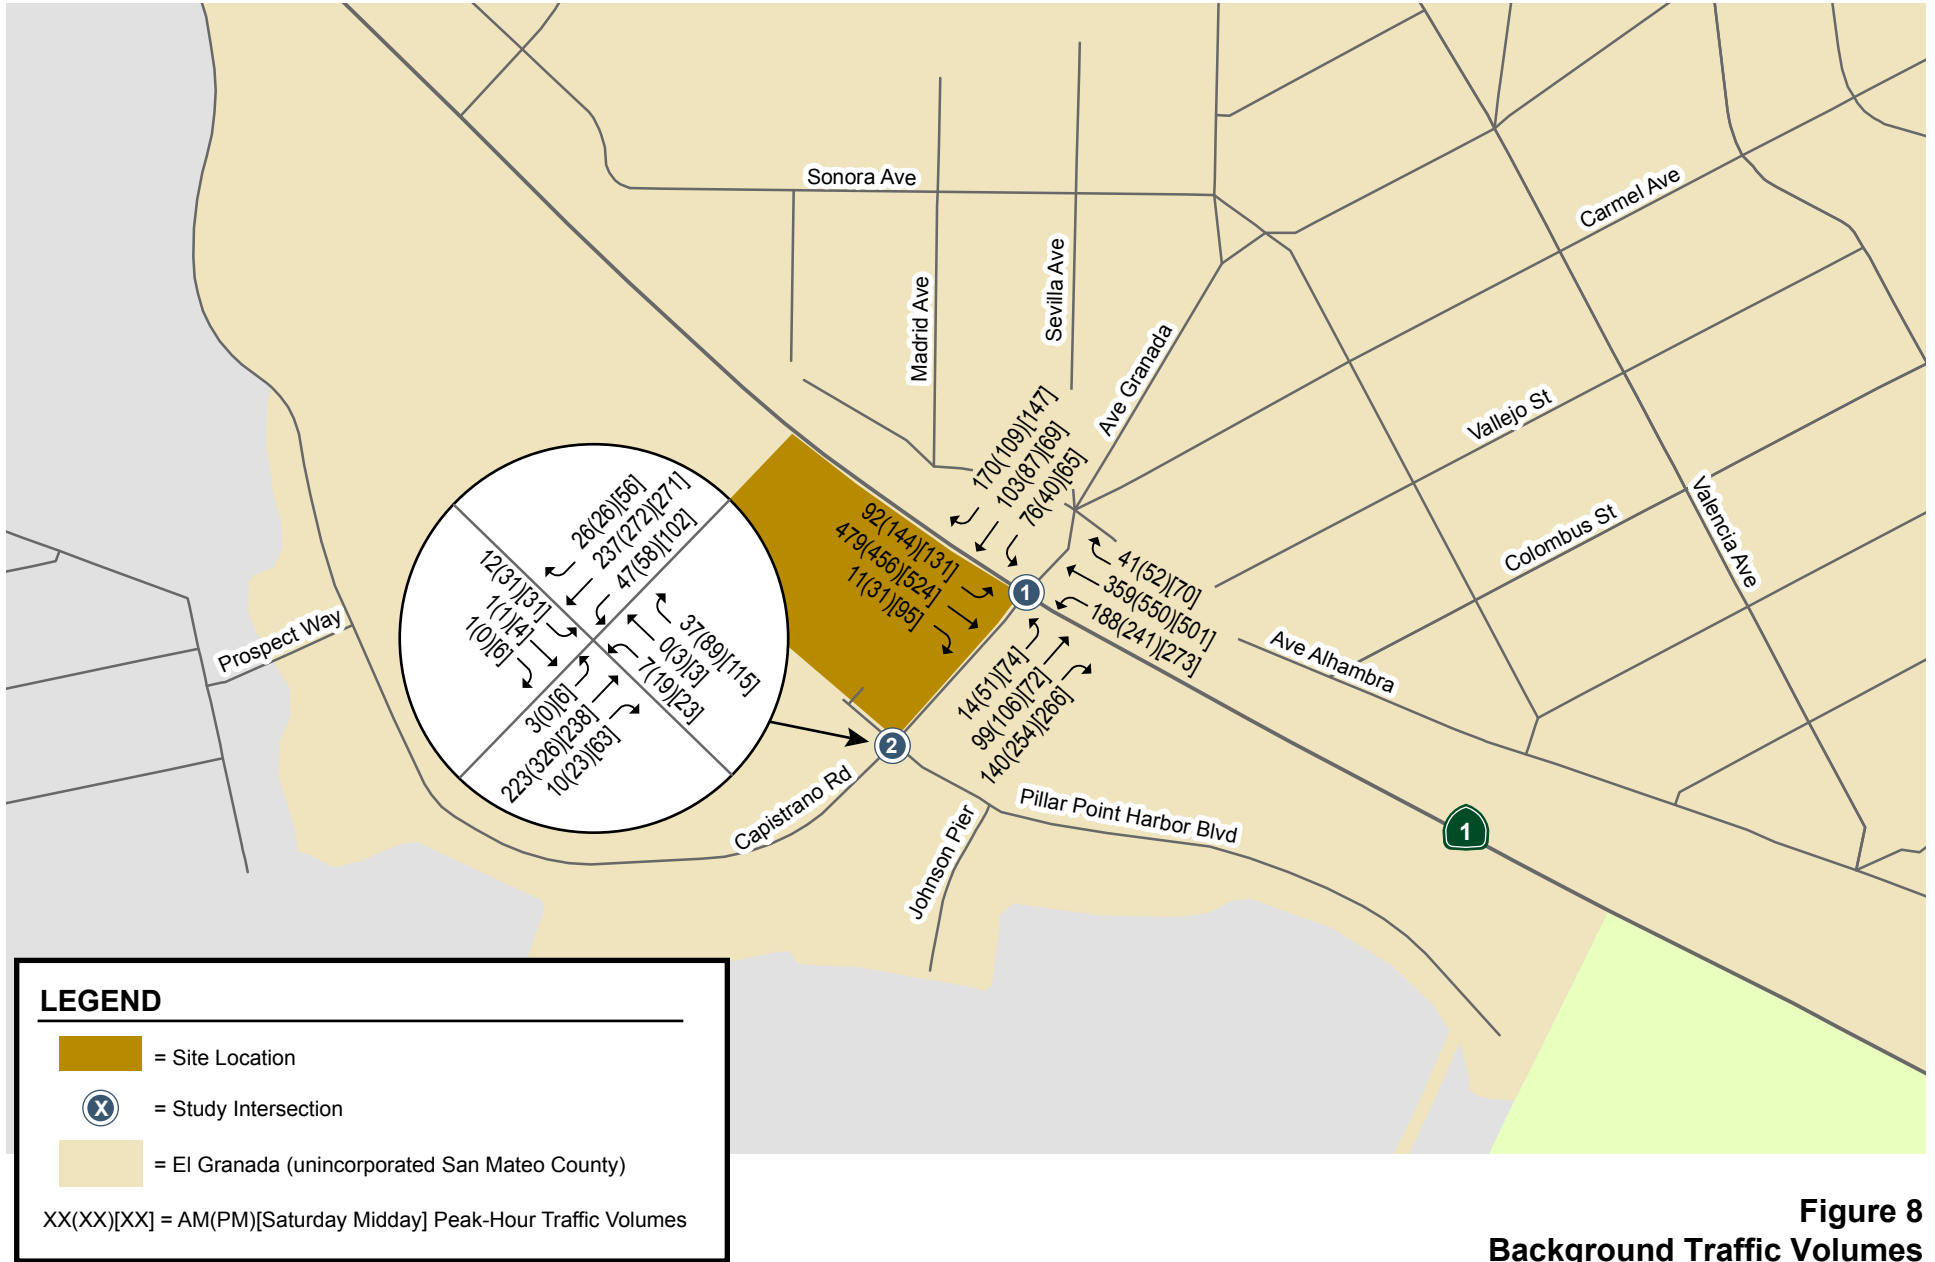 Sonora Ave
Carmel Ave
Madrid Ave
Sevilla Ave
Ave Granada
Vallejo St
Valencia Ave
Colombus St
170(109)[147]
103(87)[69]
76(40)[65]
92(144)[131]
479(456)[524]
11(31)[95]
1
41(52)[70]
359(550)[501]
188(241)[273]
14(51)[74]
99(106)[72]
140(254)[266]
26(26)[56]
237(272)[271]
47(58)[102]
12(31)[31]
1(1)[4]
1(0)[6]
37(89)[115]
0(3)[3]
7(19)[23]
3(0)[6]
223(326)[238]
10(23)[63]
2
Prospect Way
Ave Alhambra
Capistrano Rd
Pillar Point Harbor Blvd
Johnson Pier
1
LEGEND
= Site Location
X = Study Intersection
= El Granada (unincorporated San Mateo County)
XX(XX)[XX] = AM(PM)[Saturday Midday] Peak-Hour Traffic Volumes
Figure 8
Background Traffic Volumes